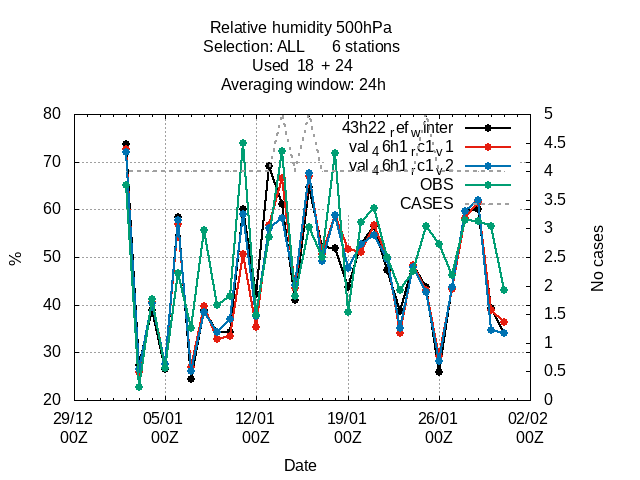 Relative humidity 500hPa
Selection: ALL 6 stations
Used 18 + 24
Averaging window: 24h
80
70
60
50
40
30
20
%
5
4.5
4
3.5
3
2.5
2
1.5
1
0.5
0
No cases
43h22_ref_winter
val_46h1_rc1_v1
val_46h1_rc1_v2
OBS
CASES
29/12 05/01 12/01 19/01 26/01 02/02
00Z 00Z 00Z 00Z 00Z 00Z
Date